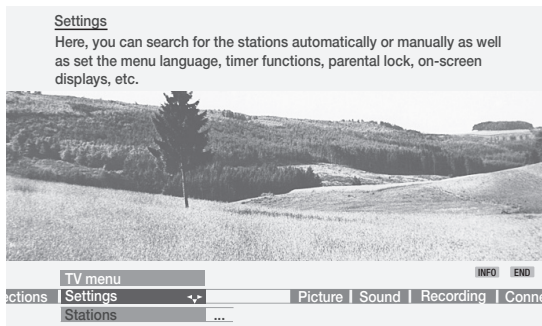 Settings
Here, you can search for the stations automatically or manually as well
as set the menu language, timer functions, parental lock, on-screen
displays, etc.
INFO END
TV menu
ections Settings Picture Sound Recording Conne
Stations ...